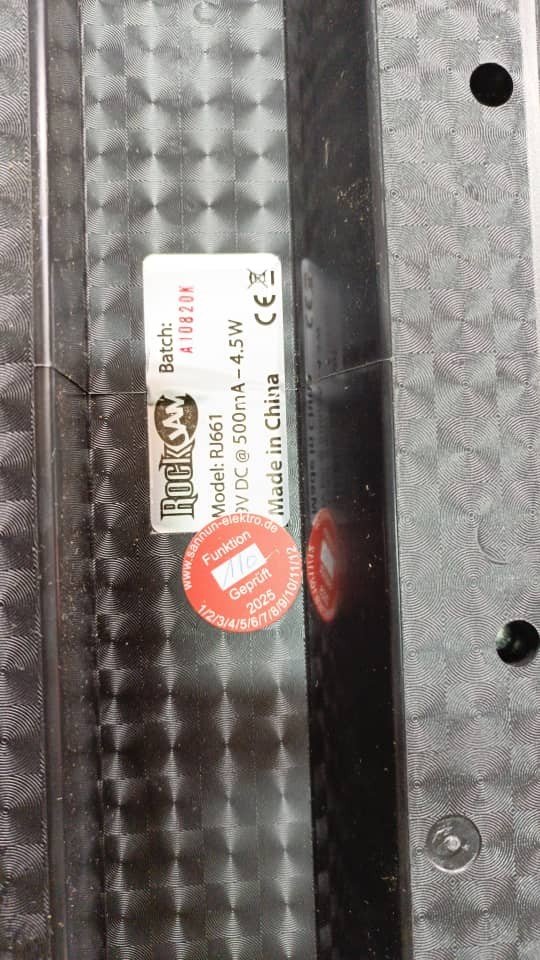 RockJAM
Batch:
A10820K
Model: RJ661
9V DC @ 500mA – 4.5W
Made in China
CE
www.sannun-elektro.de
Funktion
110
Geprüft
2025
1/2/3/4/5/6/7/8/9/10/11/12